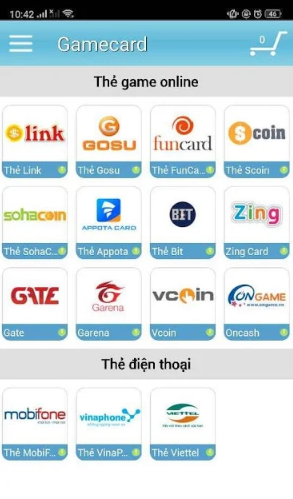 10:42
46
Gamecard
0
Thẻ game online
$link
GOSU
funcard
Scoin
Thẻ Link
Thẻ Gosu
Thẻ FunCa...
Thẻ Scoin
sohacoin
APPOTA CARD
BIT
Zing
Thẻ SohaC...
Thẻ Appota
Thẻ Bit
Zing Card
GATE
Garena
vcoin
ONGAME
Gate
Garena
Vcoin
Oncash
Thẻ điện thoại
mobifone
vinaphone
VIETTEL
Thẻ MobiF...
Thẻ VinaP...
Thẻ Viettel